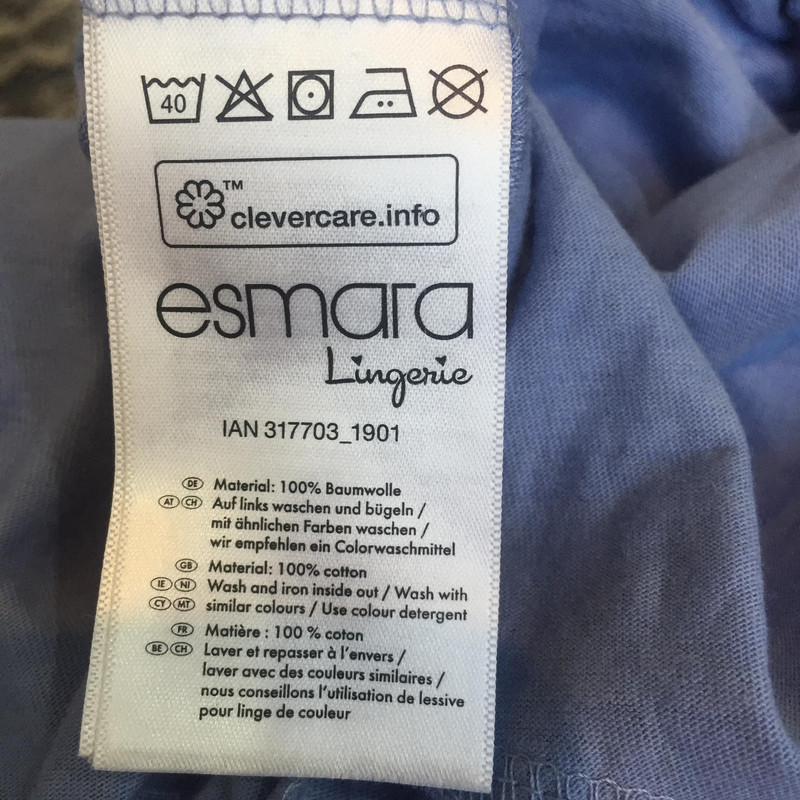 40
TM
clevercare.info
esmara
Lingerie
IAN 317703_1901
DE Material: 100% Baumwolle
AT CH Auf links waschen und bügeln /
mit ähnlichen Farben waschen /
wir empfehlen ein Colorwaschmittel
GB Material: 100% cotton
IE NI Wash and iron inside out / Wash with
CY MT similar colours / Use colour detergent
FR Matière : 100 % coton
BE CH Laver et repasser à l'envers /
laver avec des couleurs similaires /
nous conseillons l'utilisation de lessive
pour linge de couleur